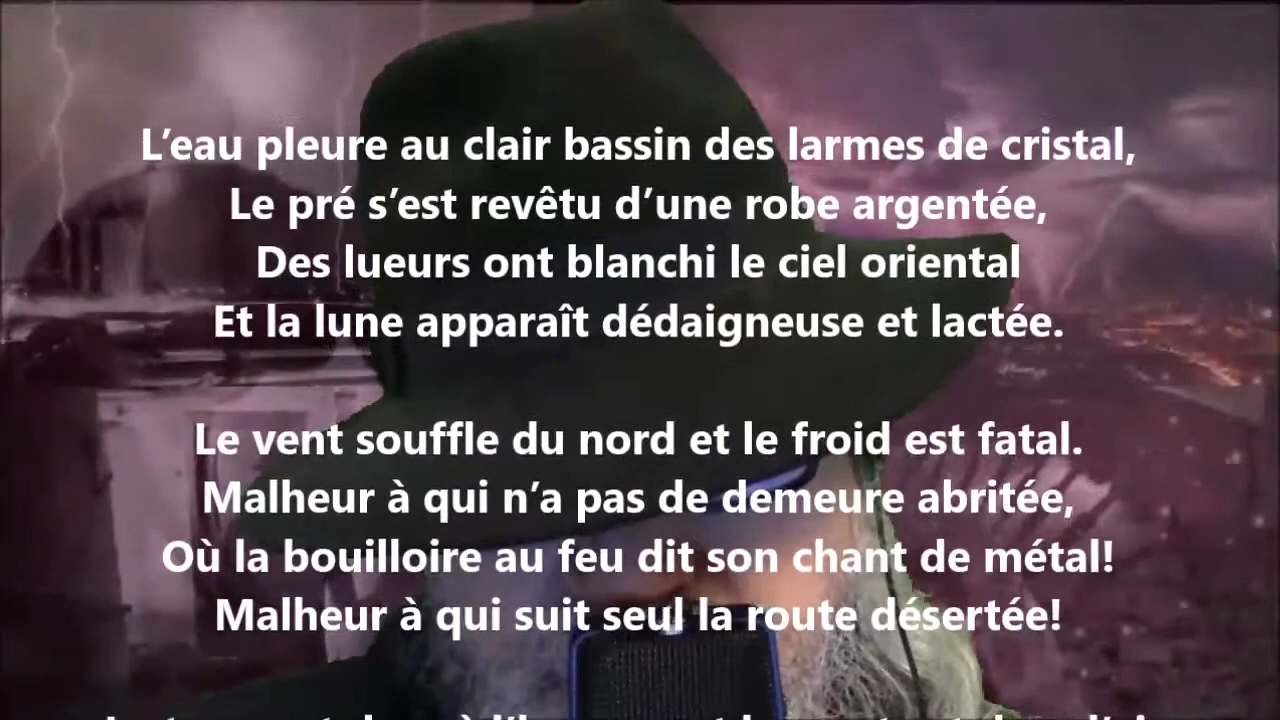 L’eau pleure au clair bassin des larmes de cristal,
Le pré s’est revêtu d’une robe argentée,
Des lueurs ont blanchi le ciel oriental
Et la lune apparaît dédaigneuse et lactée.
Le vent souffle du nord et le froid est fatal.
Malheur à qui n’a pas de demeure abritée,
Où la bouilloire au feu dit son chant de métal!
Malheur à qui suit seul la route désertée!